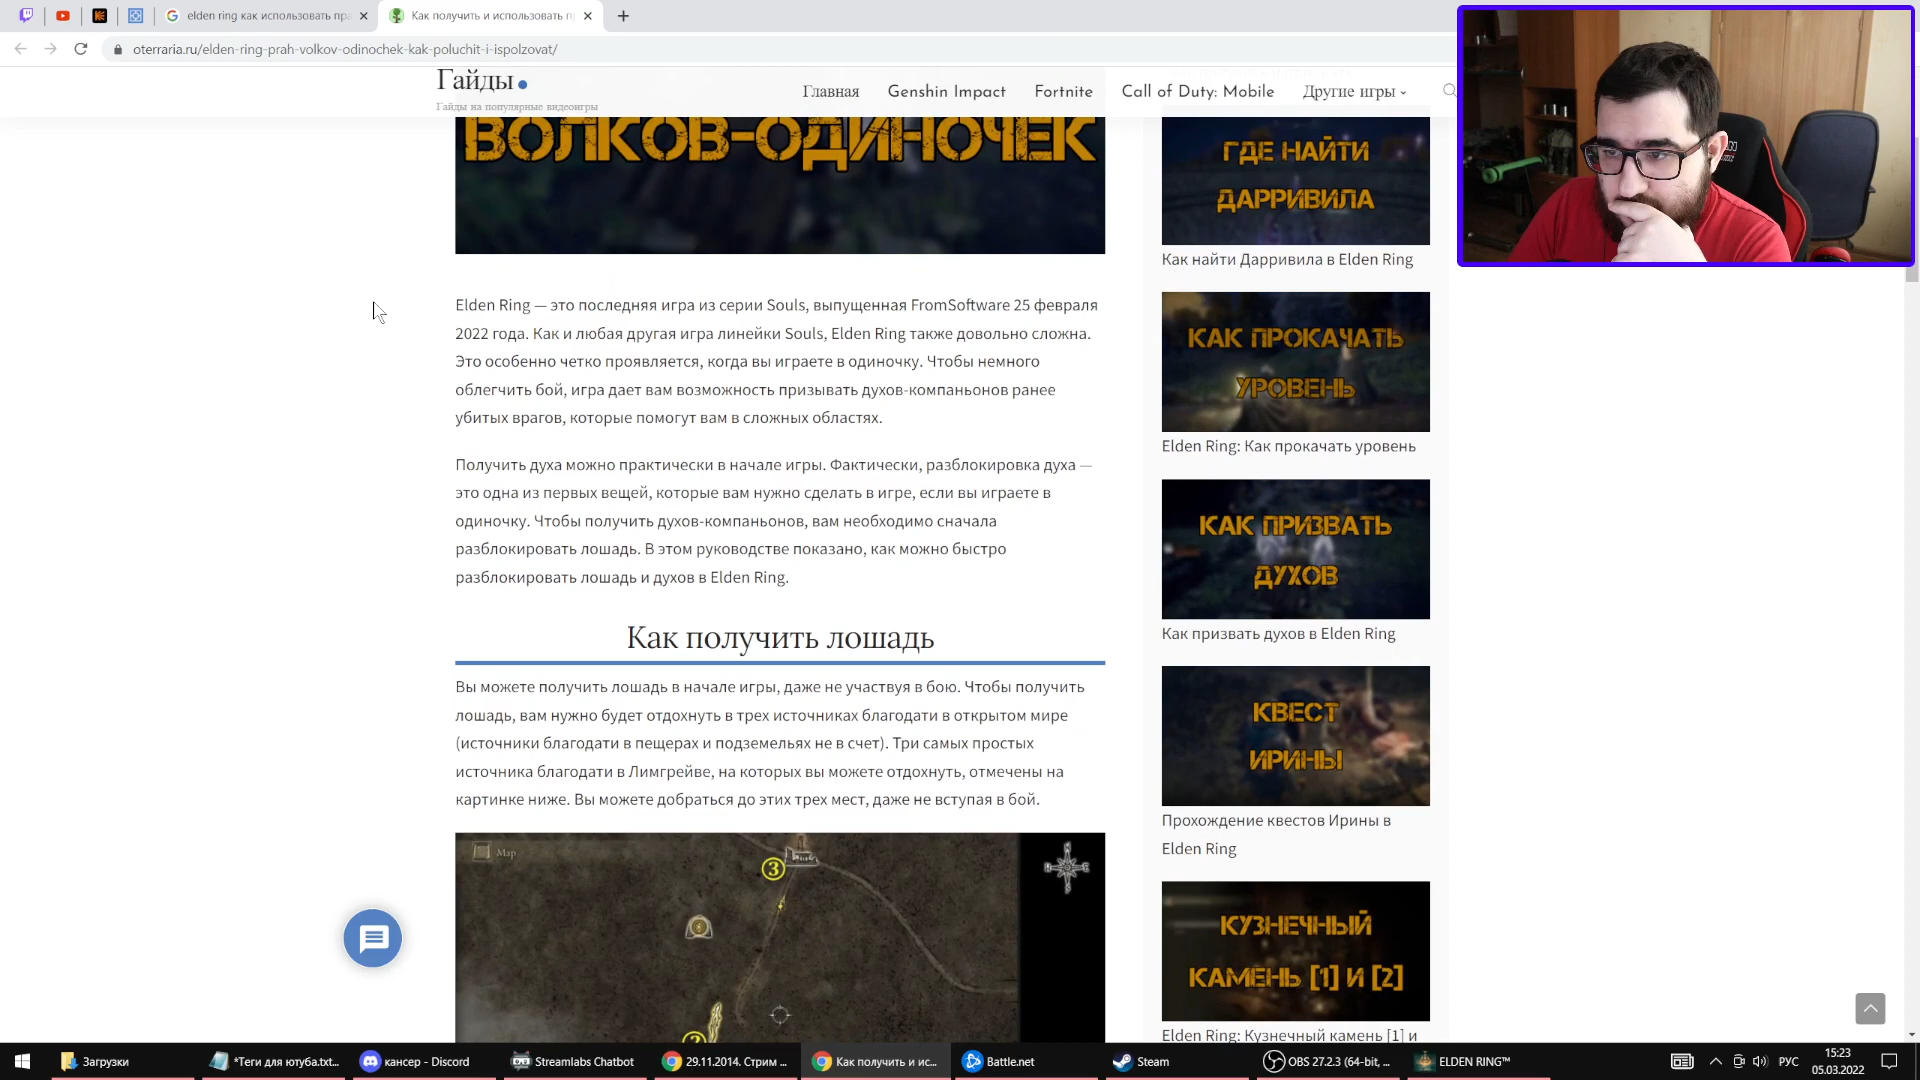 elden ring как использовать пра
Как получить и использовать п
oterraria.ru/elden-ring-prah-volkov-odinochek-kak-poluchit-i-ispolzovat/
Гайды
Гайды на популярные видеоигры
Главная
Genshin Impact
Fortnite
Call of Duty: Mobile
Другие игры
ВОЛКОВ-ОДИНОЧЕК
Elden Ring — это последняя игра из серии Souls, выпущенная FromSoftware 25 февраля
2022 года. Как и любая другая игра линейки Souls, Elden Ring также довольно сложна.
Это особенно четко проявляется, когда вы играете в одиночку. Чтобы немного
облегчить бой, игра дает вам возможность призывать духов-компаньонов ранее
убитых врагов, которые помогут вам в сложных областях.
Получить духа можно практически в начале игры. Фактически, разблокировка духа —
это одна из первых вещей, которые вам нужно сделать в игре, если вы играете в
одиночку. Чтобы получить духов-компаньонов, вам необходимо сначала
разблокировать лошадь. В этом руководстве показано, как можно быстро
разблокировать лошадь и духов в Elden Ring.
Как получить лошадь
Вы можете получить лошадь в начале игры, даже не участвуя в бою. Чтобы получить
лошадь, вам нужно будет отдохнуть в трех источниках благодати в открытом мире
(источники благодати в пещерах и подземельях не в счет). Три самых простых
источника благодати в Лимгрейве, на которых вы можете отдохнуть, отмечены на
картинке ниже. Вы можете добраться до этих трех мест, даже не вступая в бой.
Map
3
2
ГДЕ НАЙТИ
ДАРРИВИЛА
Как найти Дарривила в Elden Ring
КАК ПРОКАЧАТЬ
УРОВЕНЬ
Elden Ring: Как прокачать уровень
КАК ПРИЗВАТЬ
ДУХОВ
Как призвать духов в Elden Ring
КВЕСТ
ИРИНЫ
Прохождение квестов Ирины в
Elden Ring
КУЗНЕЧНЫЙ
КАМЕНЬ [1] И [2]
Elden Ring: Кузнечный камень [1] и
Загрузки
*Теги для ютуба.txt...
кансер - Discord
Streamlabs Chatbot
29.11.2014. Стрим ...
Как получить и ис...
Battle.net
Steam
OBS 27.2.3 (64-bit, ...
ELDEN RING™
РУС
15:23
05.03.2022